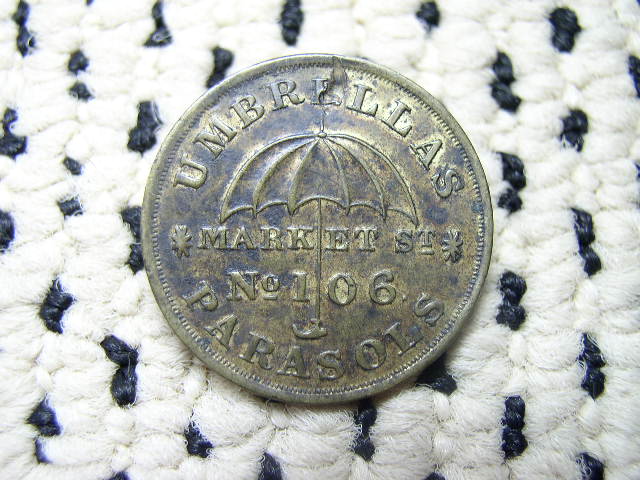 UMBRELLAS
MARKET ST
No 106.
PARASOLS